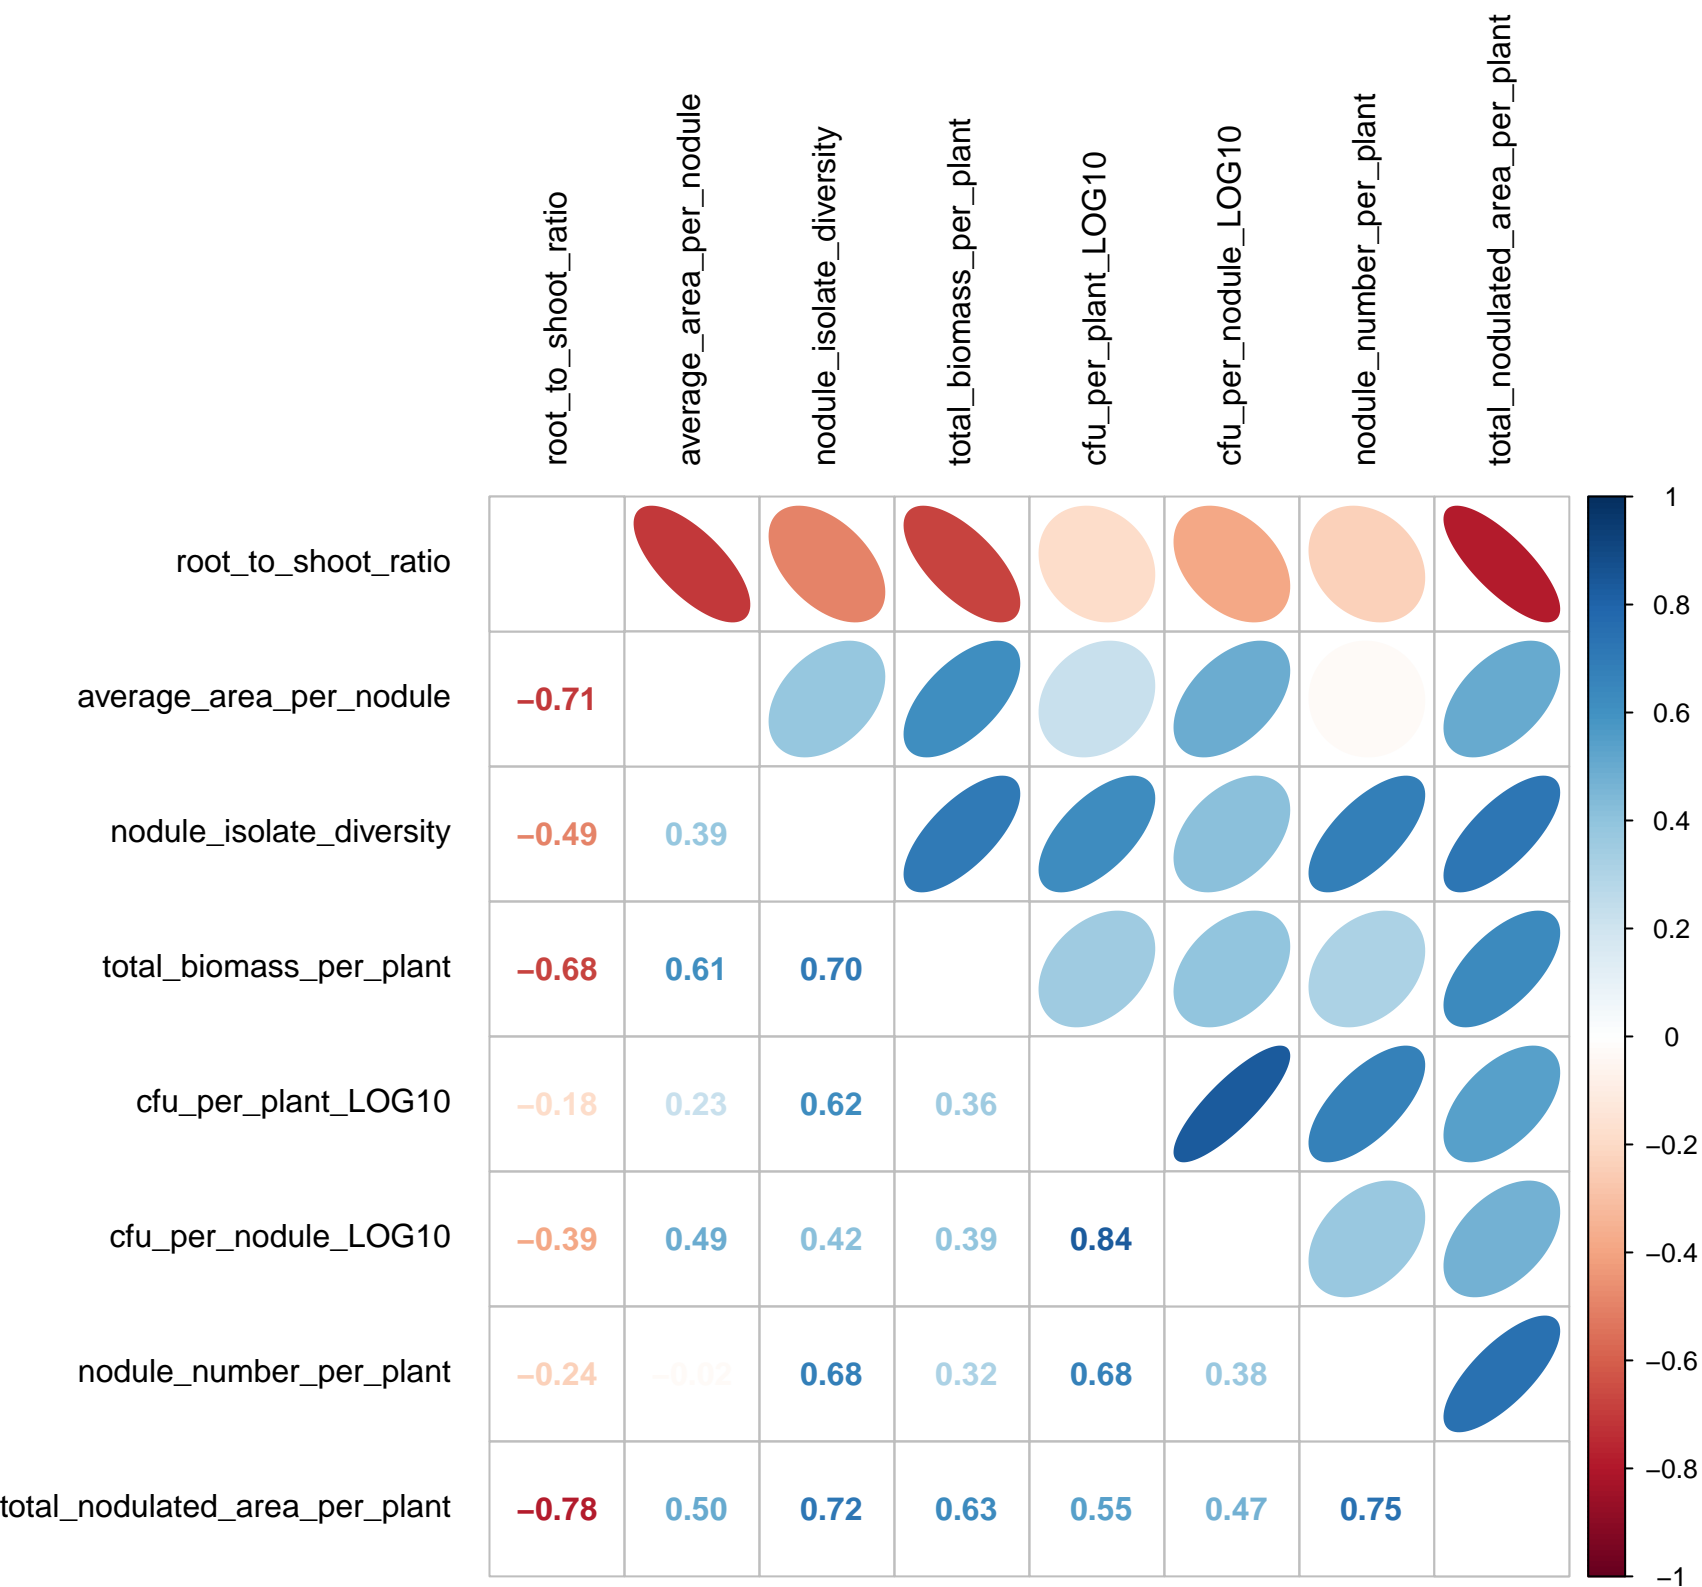 root_to_shoot_ratio
average_area_per_nodule
nodule_isolate_diversity
total_biomass_per_plant
cfu_per_plant_LOG10
cfu_per_nodule_LOG10
nodule_number_per_plant
total_nodulated_area_per_plant
root_to_shoot_ratio
average_area_per_nodule −0.71
nodule_isolate_diversity −0.49 0.39
total_biomass_per_plant −0.68 0.61 0.70
cfu_per_plant_LOG10 −0.18 0.23 0.62 0.36
cfu_per_nodule_LOG10 −0.39 0.49 0.42 0.39 0.84
nodule_number_per_plant −0.24 −0.02 0.68 0.32 0.68 0.38
total_nodulated_area_per_plant −0.78 0.50 0.72 0.63 0.55 0.47 0.75
1
0.8
0.6
0.4
0.2
0
−0.2
−0.4
−0.6
−0.8
−1